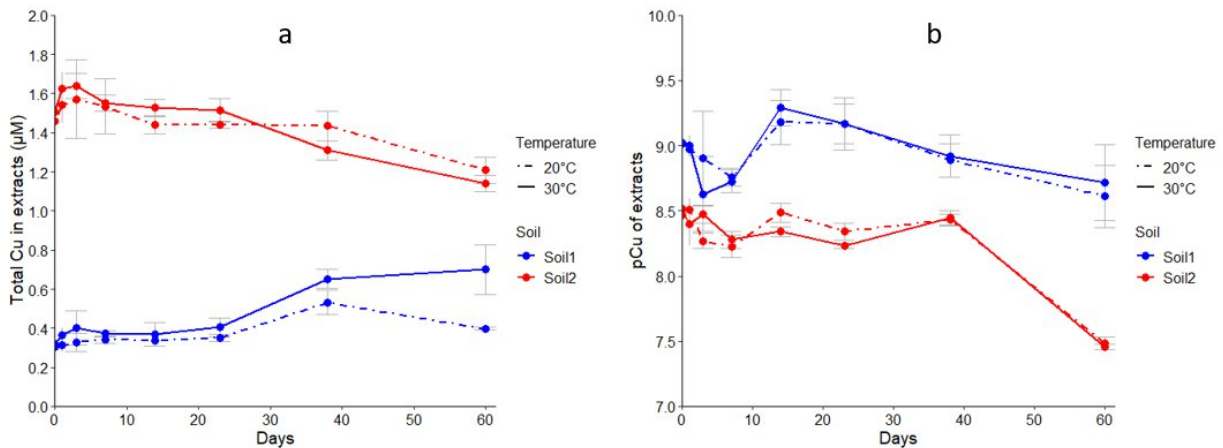 a
2.0
1.8
1.6
1.4
1.2
1.0
0.8
0.6
0.4
0.2
0.0
Total Cu in extracts (µM)
0 10 20 30 40 50 60
Days
Temperature
20°C
30°C
Soil
Soil1
Soil2
b
10.0
9.5
9.0
8.5
8.0
7.5
7.0
pCu of extracts
0 10 20 30 40 50 60
Days
Temperature
20°C
30°C
Soil
Soil1
Soil2